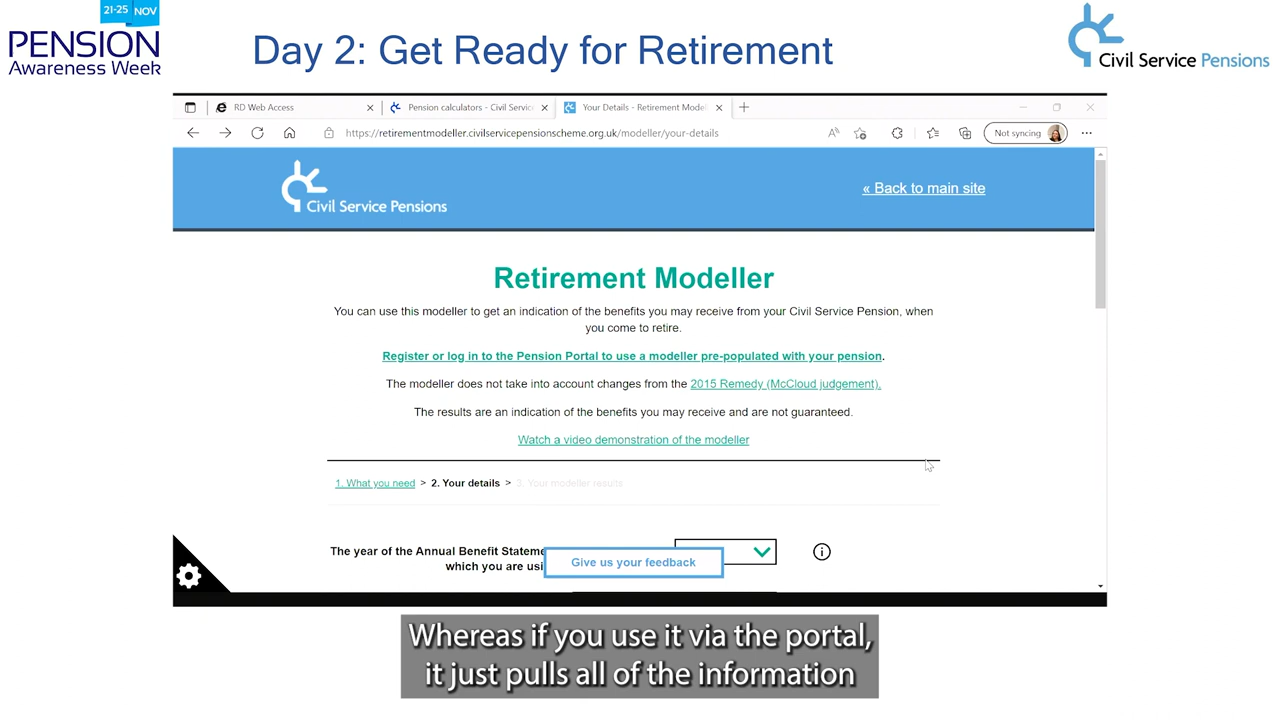 21-25 NOV
PENSION
Awareness Week
Day 2: Get Ready for Retirement
Civil Service Pensions
RD Web Access
Pension calculators - Civil Servic
Your Details - Retirement Model
https://retirementmodeller.civilservicepensionscheme.org.uk/modeller/your-details
Not syncing
Civil Service Pensions
« Back to main site
Retirement Modeller
You can use this modeller to get an indication of the benefits you may receive from your Civil Service Pension, when
you come to retire.
Register or log in to the Pension Portal to use a modeller pre-populated with your pension.
The modeller does not take into account changes from the 2015 Remedy (McCloud judgement).
The results are an indication of the benefits you may receive and are not guaranteed.
Watch a video demonstration of the modeller
1. What you need > 2. Your details > 3. Your modeller results
The year of the Annual Benefit Stateme
which you are usi
Give us your feedback
Whereas if you use it via the portal,
it just pulls all of the information